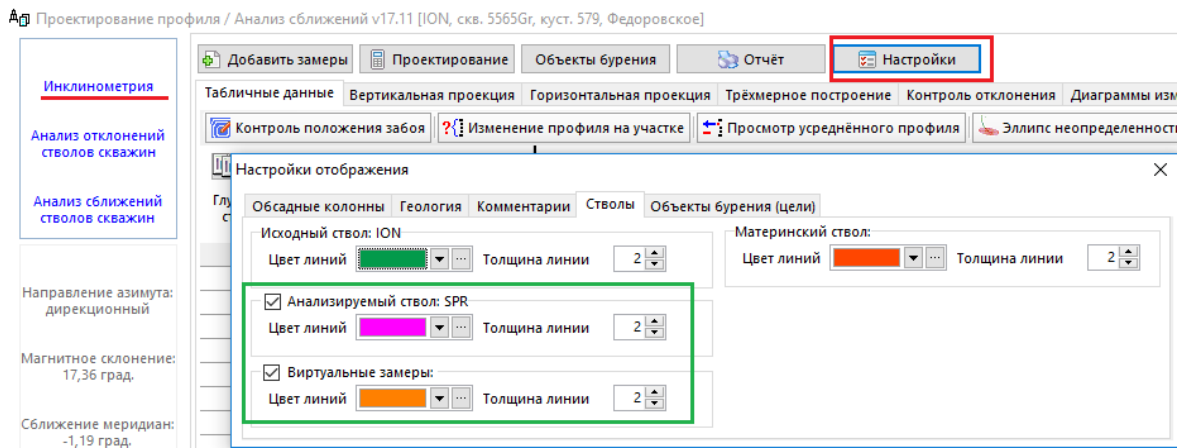 Проектирование профиля / Анализ сближений v17.11 [ION, скв. 5565Gr, куст. 579, Федоровское]
Инклинометрия
Анализ отклонений
стволов скважин
Анализ сближений
стволов скважин
Направление азимута:
дирекционный
Магнитное склонение:
17,36 град.
Сближение меридиан:
-1,19 град.
Добавить замеры Проектирование Объекты бурения Отчёт Настройки
Табличные данные Вертикальная проекция Горизонтальная проекция Трёхмерное построение Контроль отклонения Диаграммы изм
Контроль положения забоя ?{ Изменение профиля на участке Просмотр усреднённого профиля Эллипс неопределенност
Глу
с
Настройки отображения
Обсадные колонны Геология Комментарии Стволы Объекты бурения (цели)
Исходный ствол: ION
Цвет линий ... Толщина линии 2
Материнский ствол:
Цвет линий ... Толщина линии 2
Анализируемый ствол: SPR
Цвет линий ... Толщина линии 2
Виртуальные замеры:
Цвет линий ... Толщина линии 2